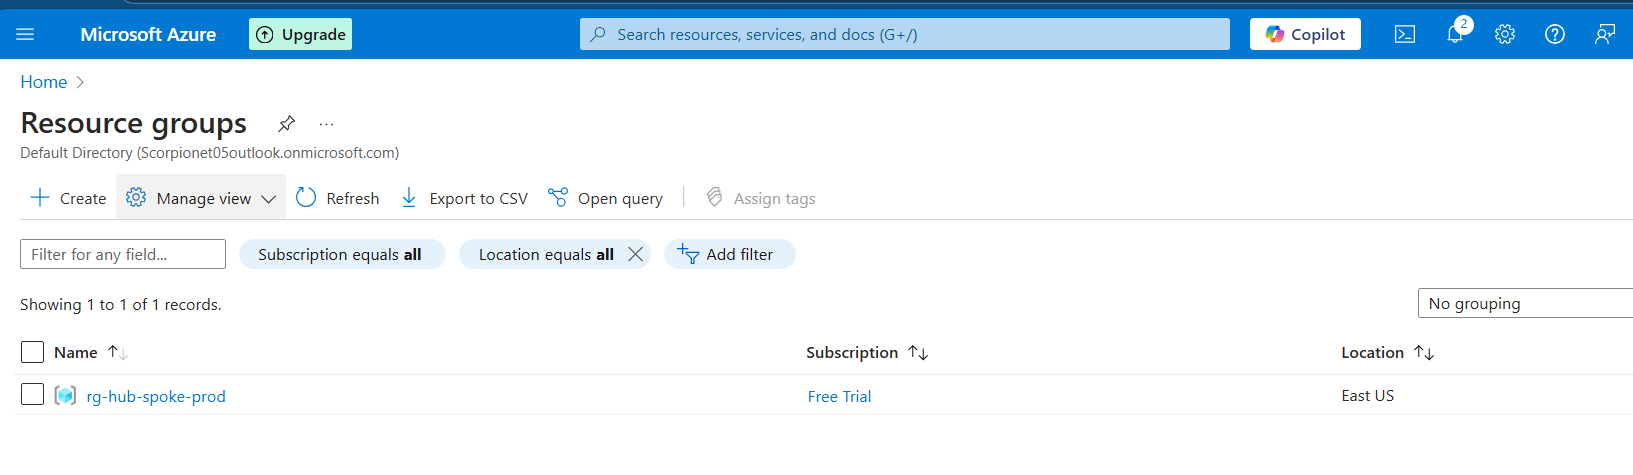 Microsoft Azure Upgrade Search resources, services, and docs (G+/) Copilot 2
Home
Resource groups ...
Default Directory (Scorpionet05outlook.onmicrosoft.com)
Create Manage view Refresh Export to CSV Open query Assign tags
Filter for any field... Subscription equals all Location equals all Add filter
Showing 1 to 1 of 1 records. No grouping
Name Subscription Location
rg-hub-spoke-prod Free Trial East US